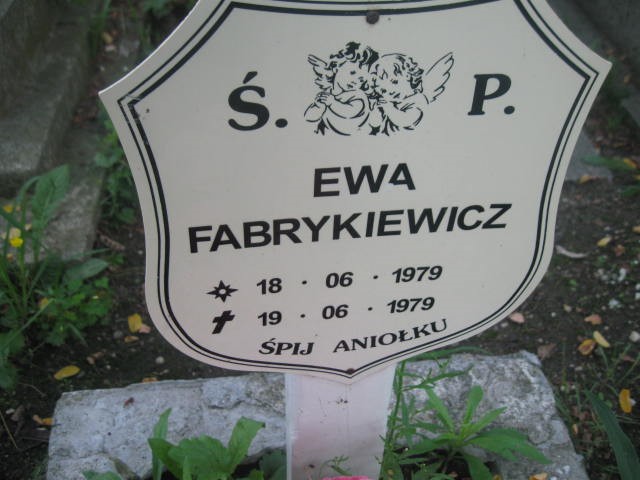 Ś. P.
EWA
FABRYKIEWICZ
18 · 06 · 1979
19 · 06 · 1979
ŚPIJ ANIOŁKU